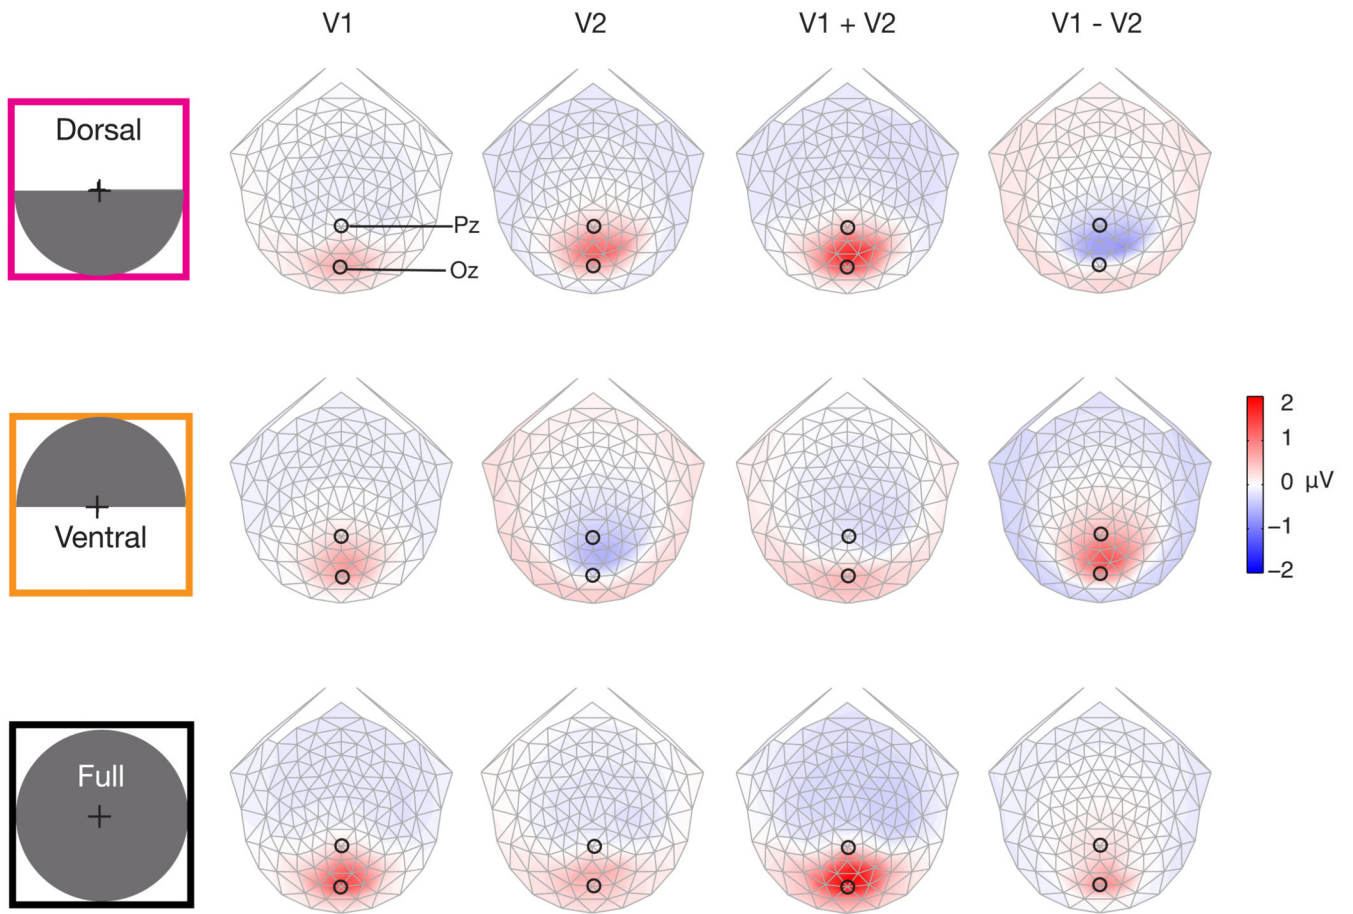 V1 V2 V1 + V2 V1 - V2
Dorsal
Pz
Oz
Ventral
2
1
0 μV
−1
−2
Full